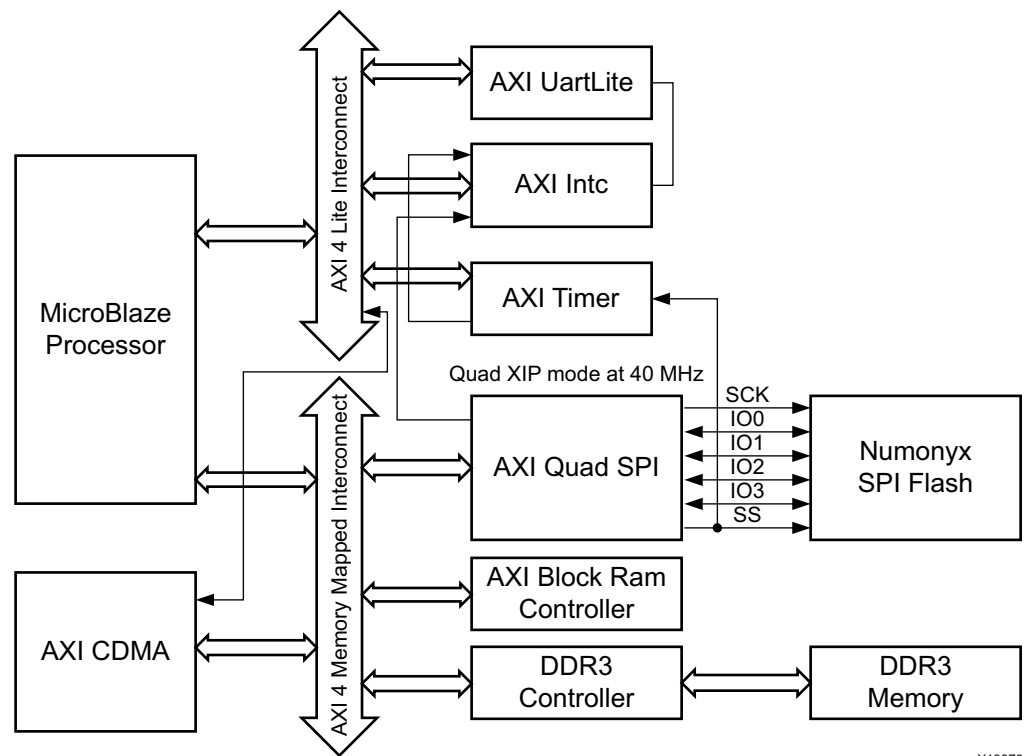 AXI UartLite
AXI 4 Lite Interconnect
AXI Intc
AXI Timer
MicroBlaze
Processor
Quad XIP mode at 40 MHz
SCK
IO0
IO1
IO2
IO3
SS
AXI Quad SPI
Numonyx
SPI Flash
AXI 4 Memory Mapped Interconnect
AXI Block Ram
Controller
AXI CDMA
DDR3
Controller
DDR3
Memory